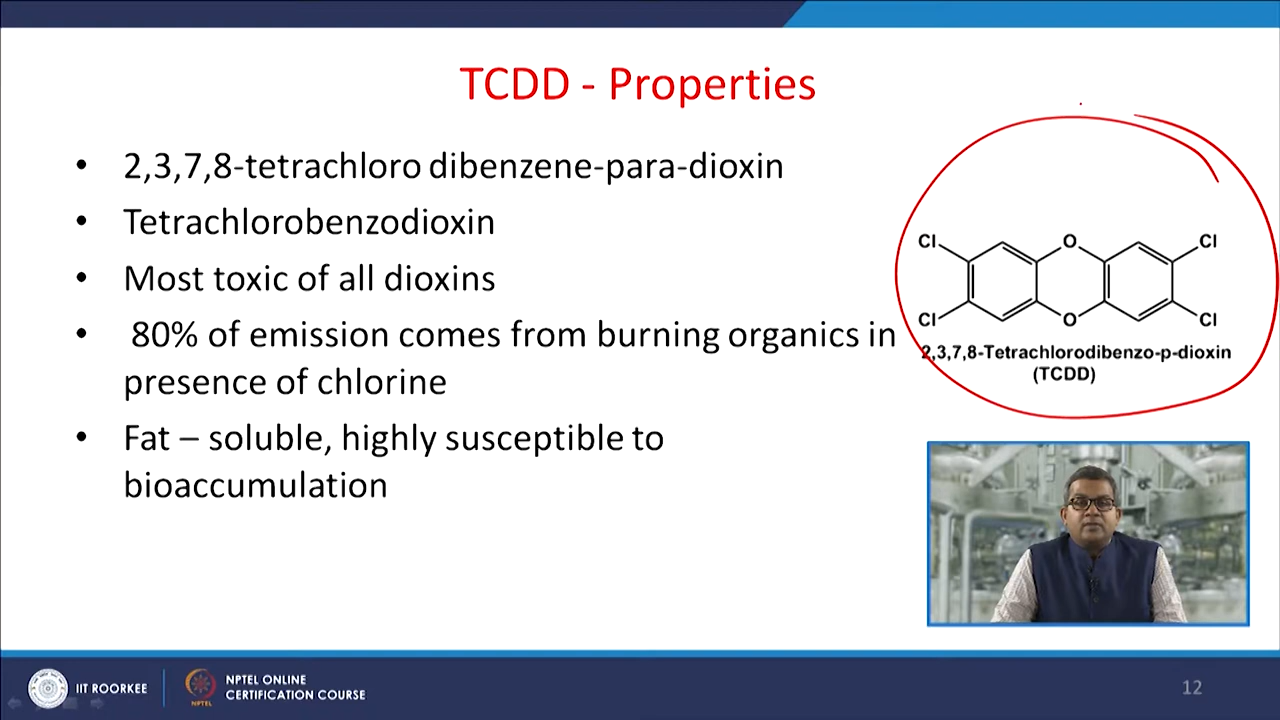 TCDD - Properties
• 2,3,7,8-tetrachloro dibenzene-para-dioxin
• Tetrachlorobenzodioxin
• Most toxic of all dioxins
• 80% of emission comes from burning organics in
presence of chlorine
• Fat – soluble, highly susceptible to
bioaccumulation
Cl O Cl
Cl O Cl
2,3,7,8-Tetrachlorodibenzo-p-dioxin
(TCDD)
IIT ROORKEE
NPTEL
NPTEL ONLINE
CERTIFICATION COURSE
12